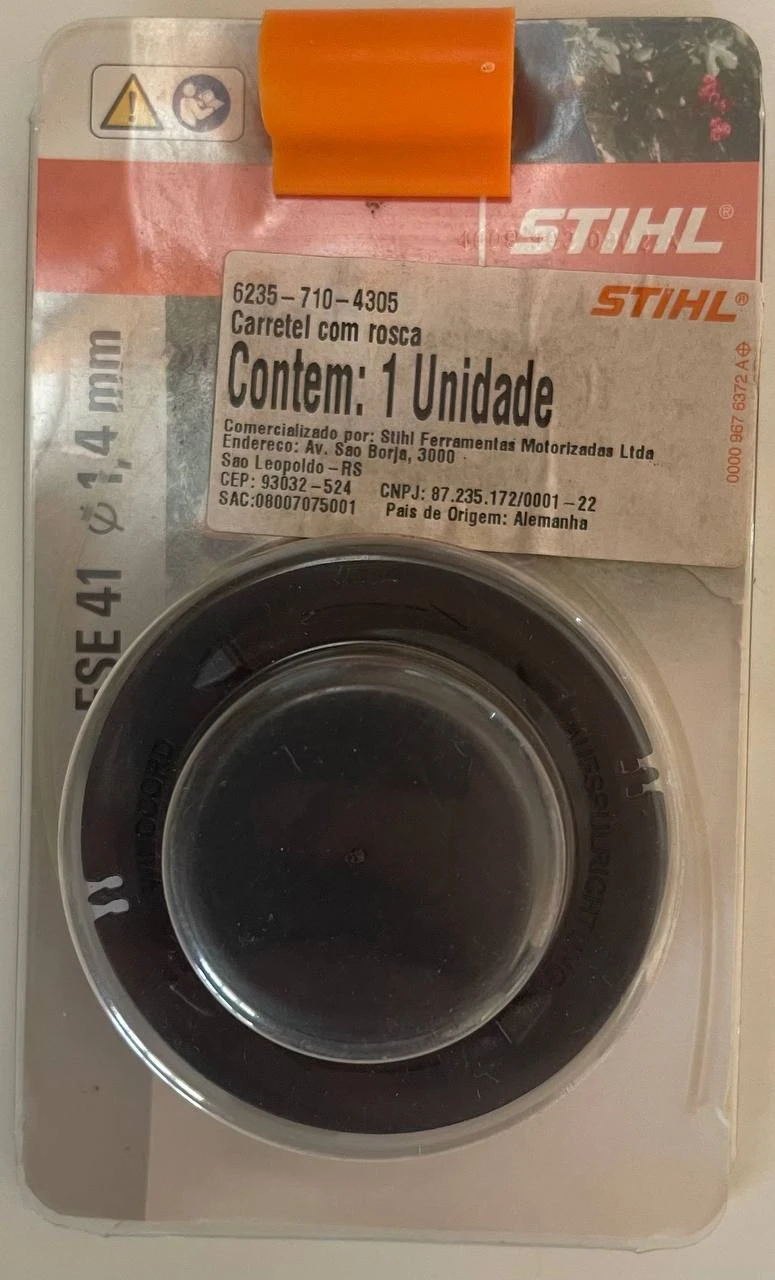 STIHL®
6235-710-4305
STIHL®
Carretel com rosca
Contem: 1 Unidade
Comercializado por: Stihl Ferramentas Motorizadas Ltda
Endereco: Av. Sao Borja, 3000
Sao Leopoldo-RS
CEP: 93032-524 CNPJ: 87.235.172/0001-22
SAC:08007075001 Pais de Origem: Alemanha
0000 967 6372 A
FSE 41 ⌀ 1,4 mm